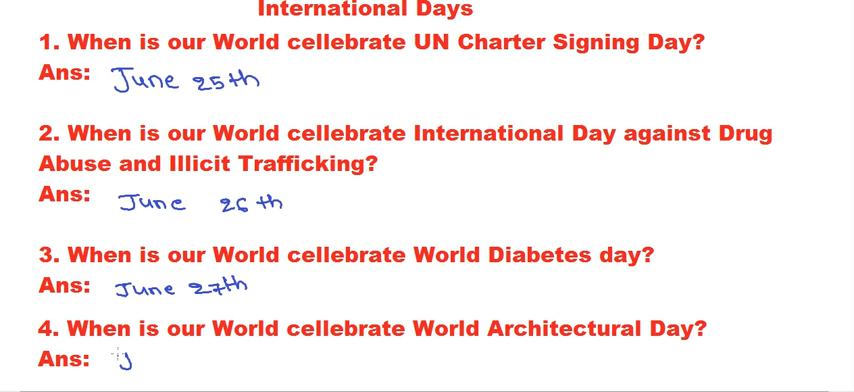 International Days
1. When is our World cellebrate UN Charter Signing Day?
Ans: June 25th
2. When is our World cellebrate International Day against Drug
Abuse and Illicit Trafficking?
Ans: June 26th
3. When is our World cellebrate World Diabetes day?
Ans: June 27th
4. When is our World cellebrate World Architectural Day?
Ans: J